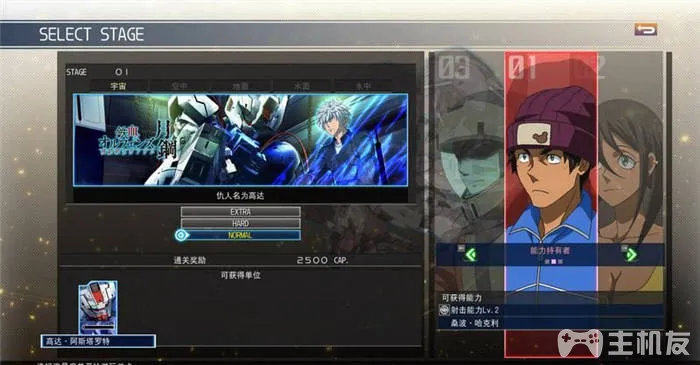 SELECT STAGE
STAGE 01
宇宙 空中 地面 水面 水中
鉄血
オルフェンズ
月鋼
仇人名为高达
EXTRA
HARD
NORMAL
通关奖励 2500 CAP.
可获得单位
高达·阿斯塔罗特
03 01 2
能力持有者
可获得能力
射击能力Lv.2
桑波·哈克利
主机友